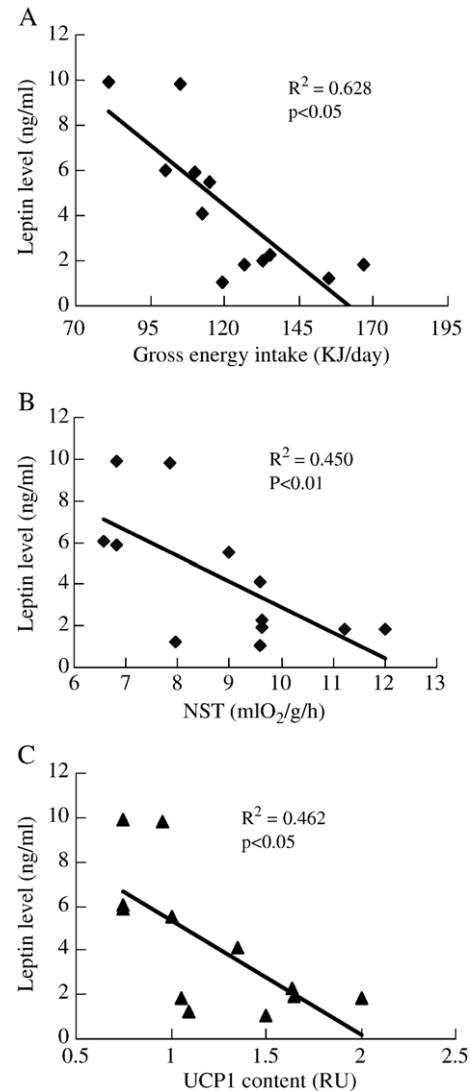 A
12
10
8
6
4
2
0
Leptin level (ng/ml)
R² = 0.628
p<0.05
70 95 120 145 170 195
Gross energy intake (KJ/day)
B
12
10
8
6
4
2
0
Leptin level (ng/ml)
R² = 0.450
P<0.01
6 7 8 9 10 11 12 13
NST (mlO₂/g/h)
C
12
10
8
6
4
2
0
Leptin level (ng/ml)
R² = 0.462
p<0.05
0.5 1 1.5 2 2.5
UCP1 content (RU)